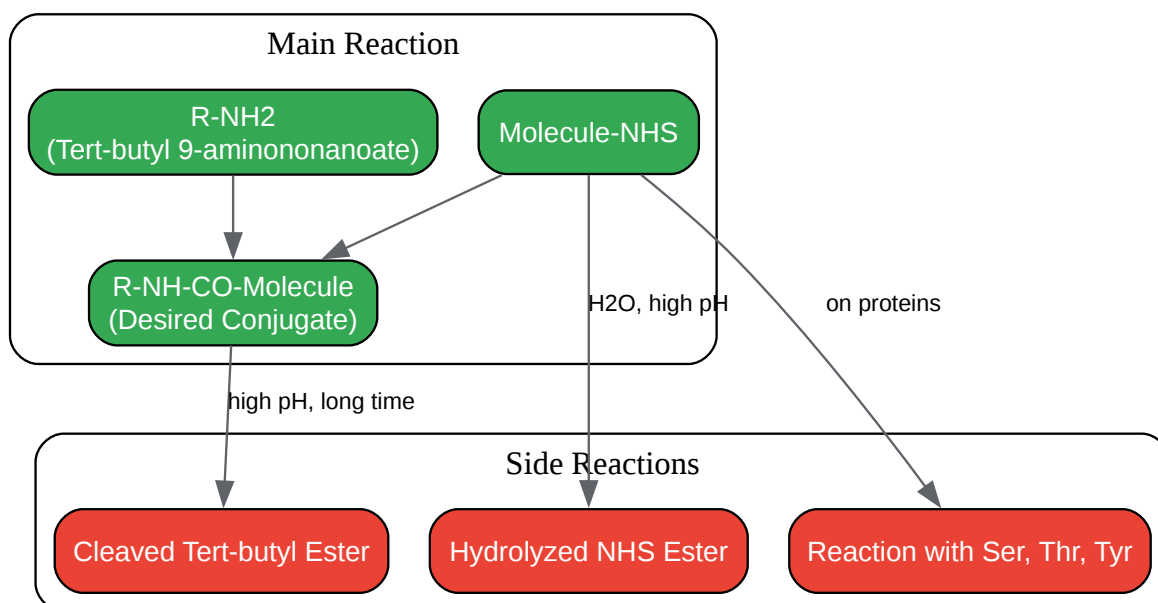 Main Reaction
R-NH2
(Tert-butyl 9-aminononanoate)
Molecule-NHS
R-NH-CO-Molecule
(Desired Conjugate)
H2O, high pH
on proteins
high pH, long time
Side Reactions
Cleaved Tert-butyl Ester
Hydrolyzed NHS Ester
Reaction with Ser, Thr, Tyr